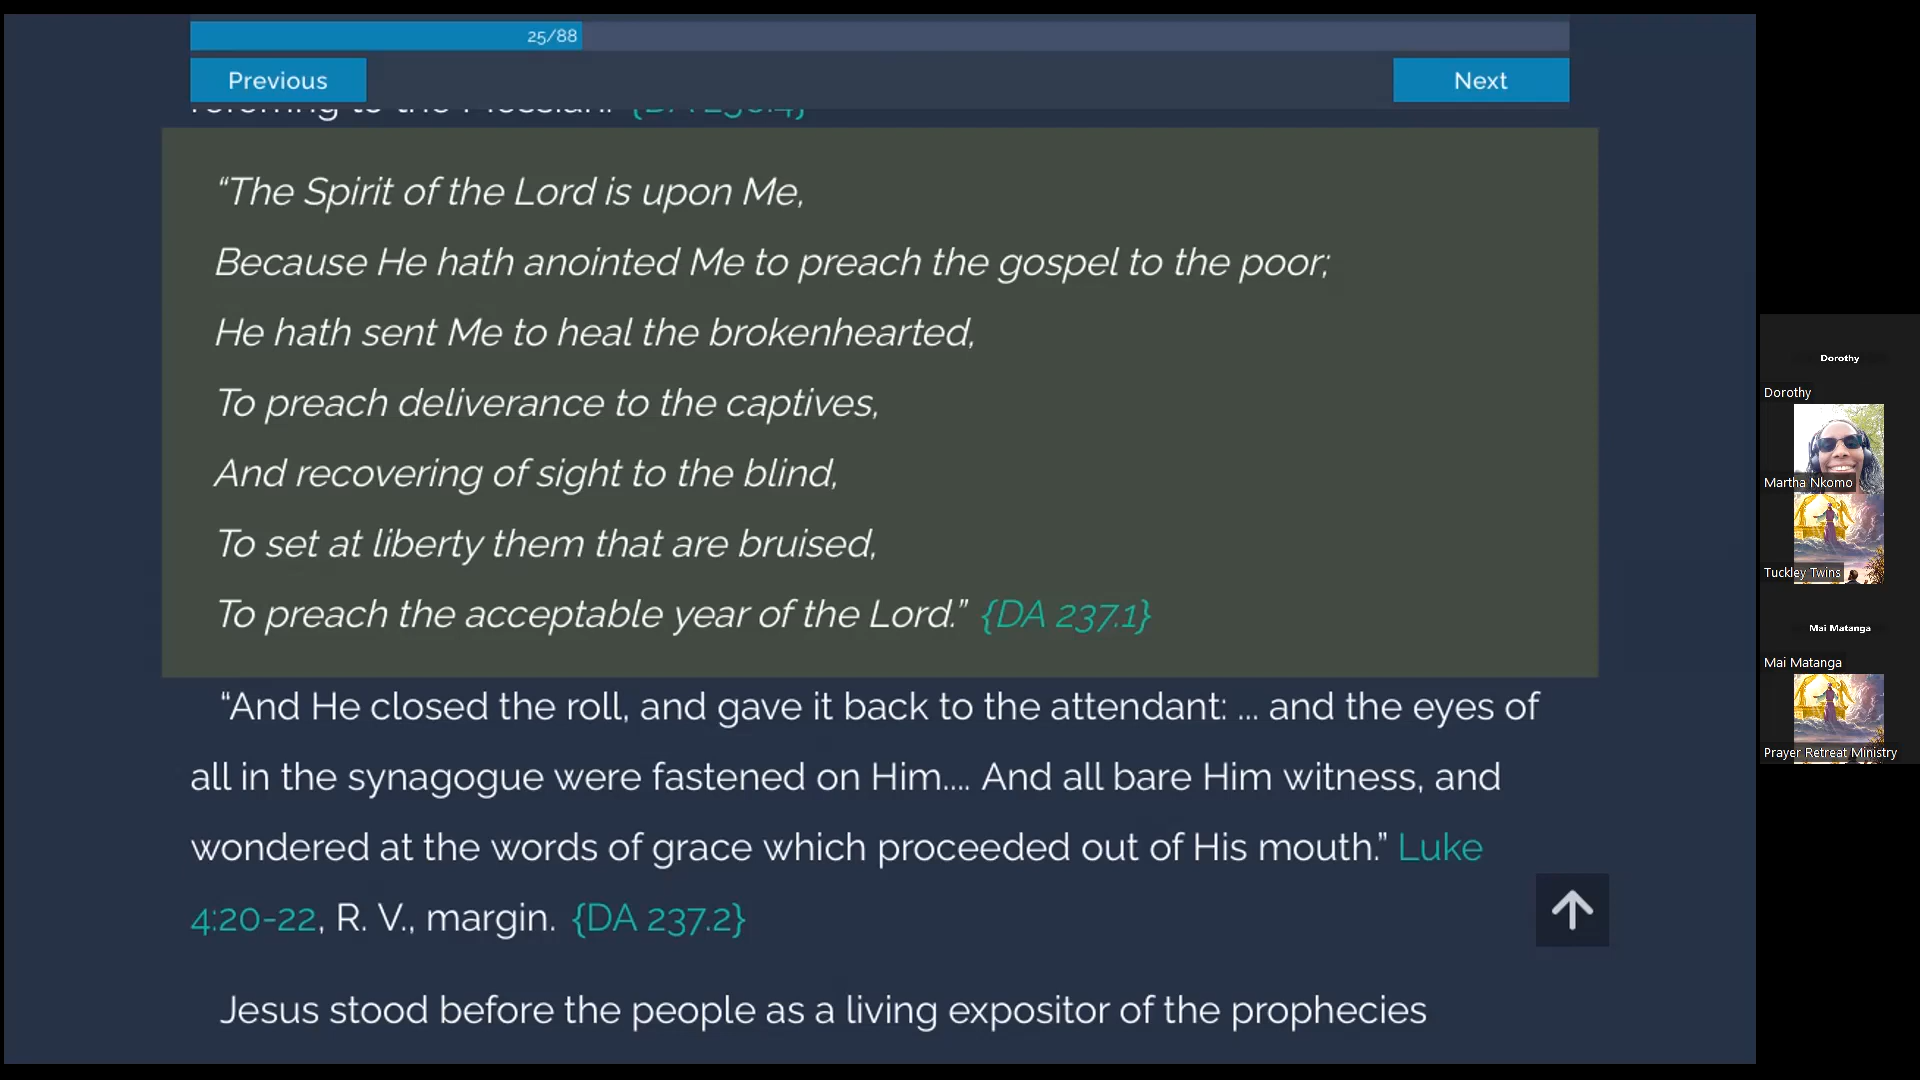 25/88
Previous
Next
referring to the Messiah. {DA 236.4}
“The Spirit of the Lord is upon Me,
Because He hath anointed Me to preach the gospel to the poor;
He hath sent Me to heal the brokenhearted,
To preach deliverance to the captives,
And recovering of sight to the blind,
To set at liberty them that are bruised,
To preach the acceptable year of the Lord.” {DA 237.1}
“And He closed the roll, and gave it back to the attendant: ... and the eyes of
all in the synagogue were fastened on Him.... And all bare Him witness, and
wondered at the words of grace which proceeded out of His mouth.” Luke
4:20-22, R. V., margin. {DA 237.2}
Jesus stood before the people as a living expositor of the prophecies
Dorothy
Dorothy
Martha Nkomo
Tuckley Twins
Mai Matanga
Mai Matanga
Prayer Retreat Ministry